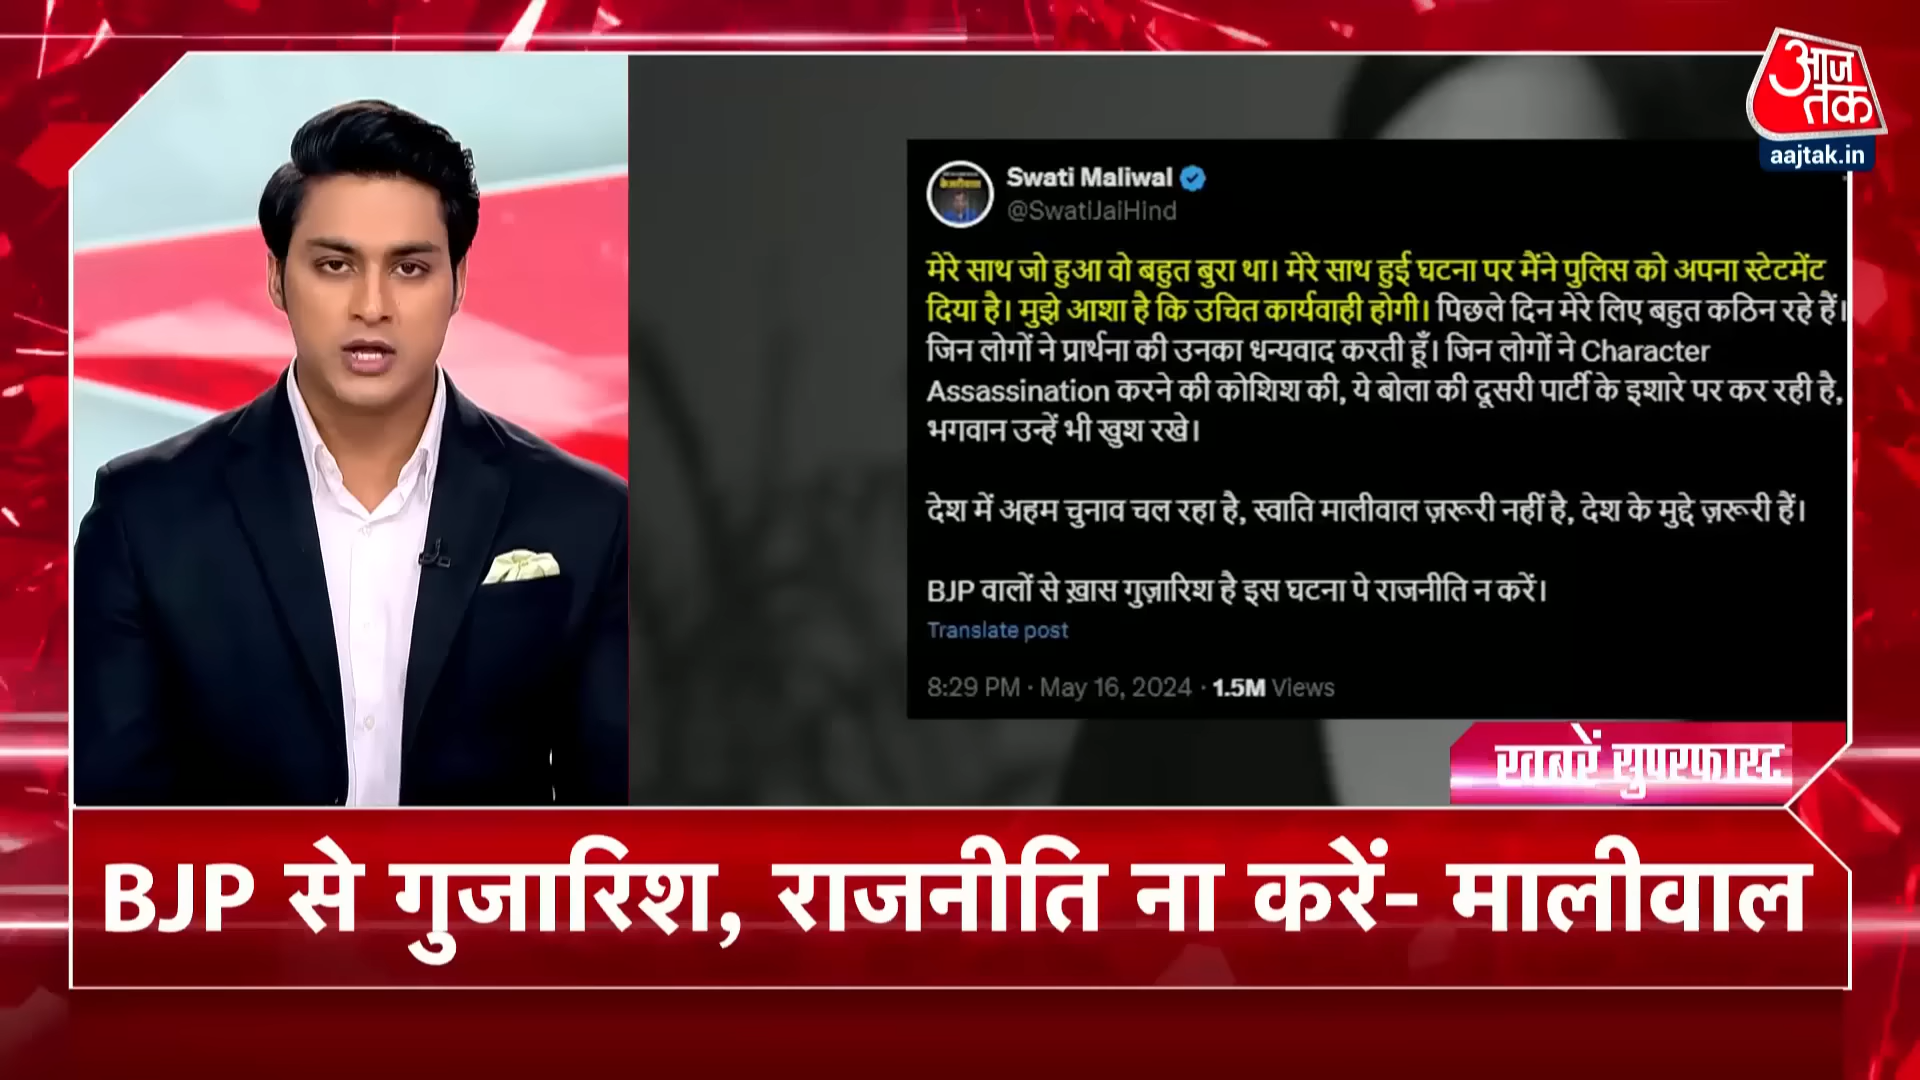 आज
तक
aajtak.in
Swati Maliwal
@SwatiJaiHind
मेरे साथ जो हुआ वो बहुत बुरा था। मेरे साथ हुई घटना पर मैंने पुलिस को अपना स्टेटमेंट
दिया है। मुझे आशा है कि उचित कार्यवाही होगी। पिछले दिन मेरे लिए बहुत कठिन रहे हैं।
जिन लोगों ने प्रार्थना की उनका धन्यवाद करती हूँ। जिन लोगों ने Character
Assassination करने की कोशिश की, ये बोला की दूसरी पार्टी के इशारे पर कर रही है,
भगवान उन्हें भी खुश रखे।
देश में अहम चुनाव चल रहा है, स्वाति मालीवाल ज़रूरी नहीं है, देश के मुद्दे ज़रूरी हैं।
BJP वालों से ख़ास गुज़ारिश है इस घटना पे राजनीति न करें।
Translate post
8:29 PM · May 16, 2024 · 1.5M Views
खबरें सुपरफास्ट
BJP से गुजारिश, राजनीति ना करें- मालीवाल